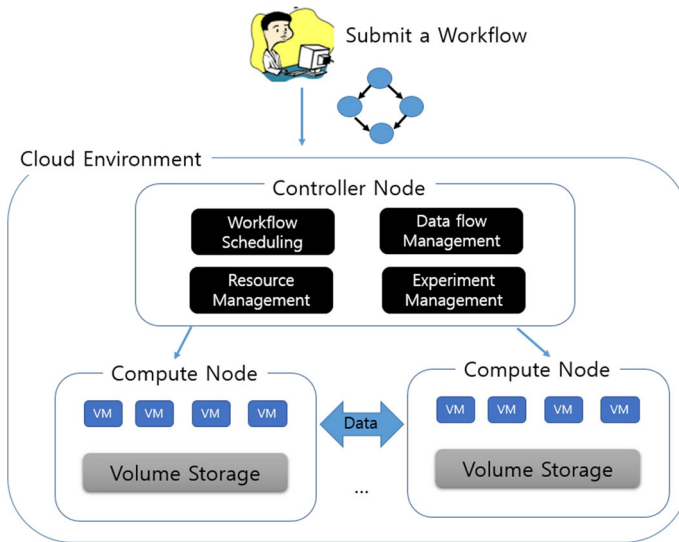 Submit a Workflow
Cloud Environment
Controller Node
Workflow
Scheduling
Data flow
Management
Resource
Management
Experiment
Management
Compute Node
VM VM VM VM
Volume Storage
Data
...
Compute Node
VM VM VM VM
Volume Storage